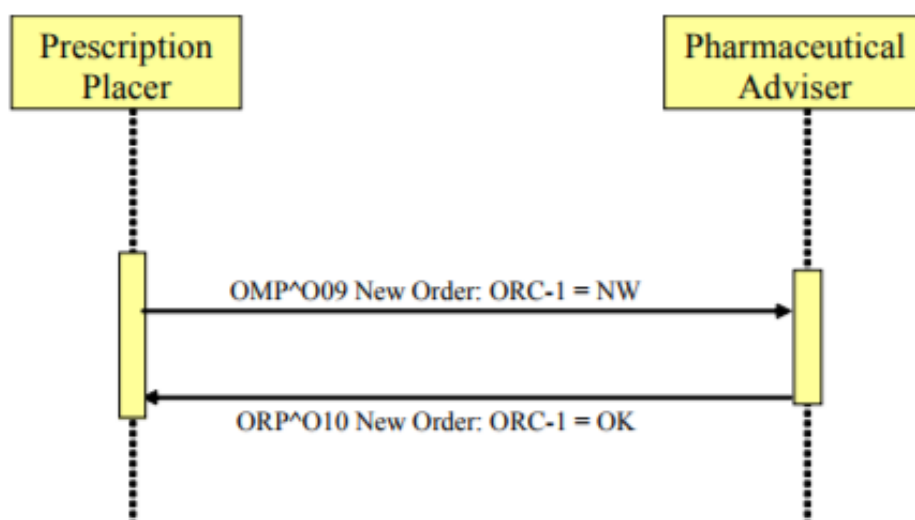 Prescription
Placer
Pharmaceutical
Adviser
OMP^O09 New Order: ORC-1 = NW
ORP^O10 New Order: ORC-1 = OK